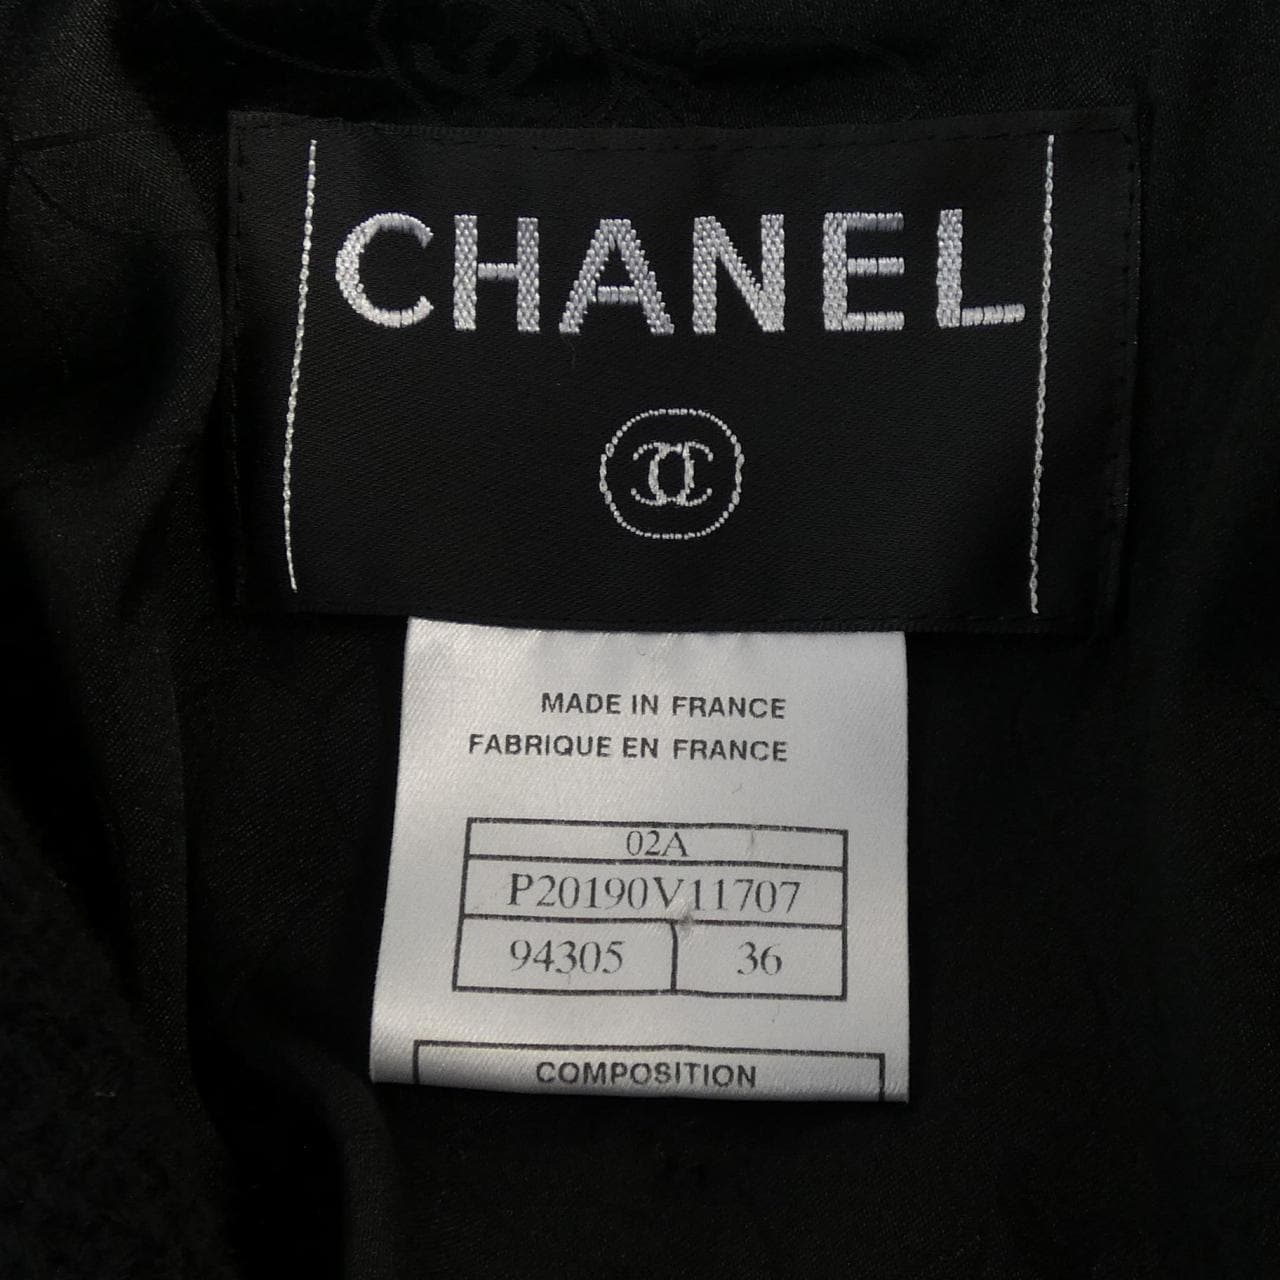 CHANEL
MADE IN FRANCE
FABRIQUE EN FRANCE
02A
P20190V11707
94305 36
COMPOSITION